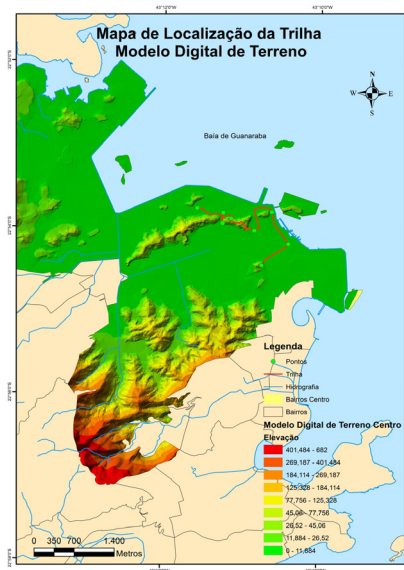 43°12'0"W
43°10'0"W
Mapa de Localização da Trilha
Modelo Digital de Terreno
N
W
E
S
Baía de Guanaraba
Legenda
Pontos
Trilha
Hidrografia
Bairros Centro
Bairros
Modelo Digital de Terreno Centro
Elevação
401,484 - 682
269,187 - 401,484
184,114 - 269,187
125,328 - 184,114
77,756 - 125,328
45,06 - 77,756
26,52 - 45,06
11,884 - 26,52
0 - 11,884
0 350 700 1.400
Metros